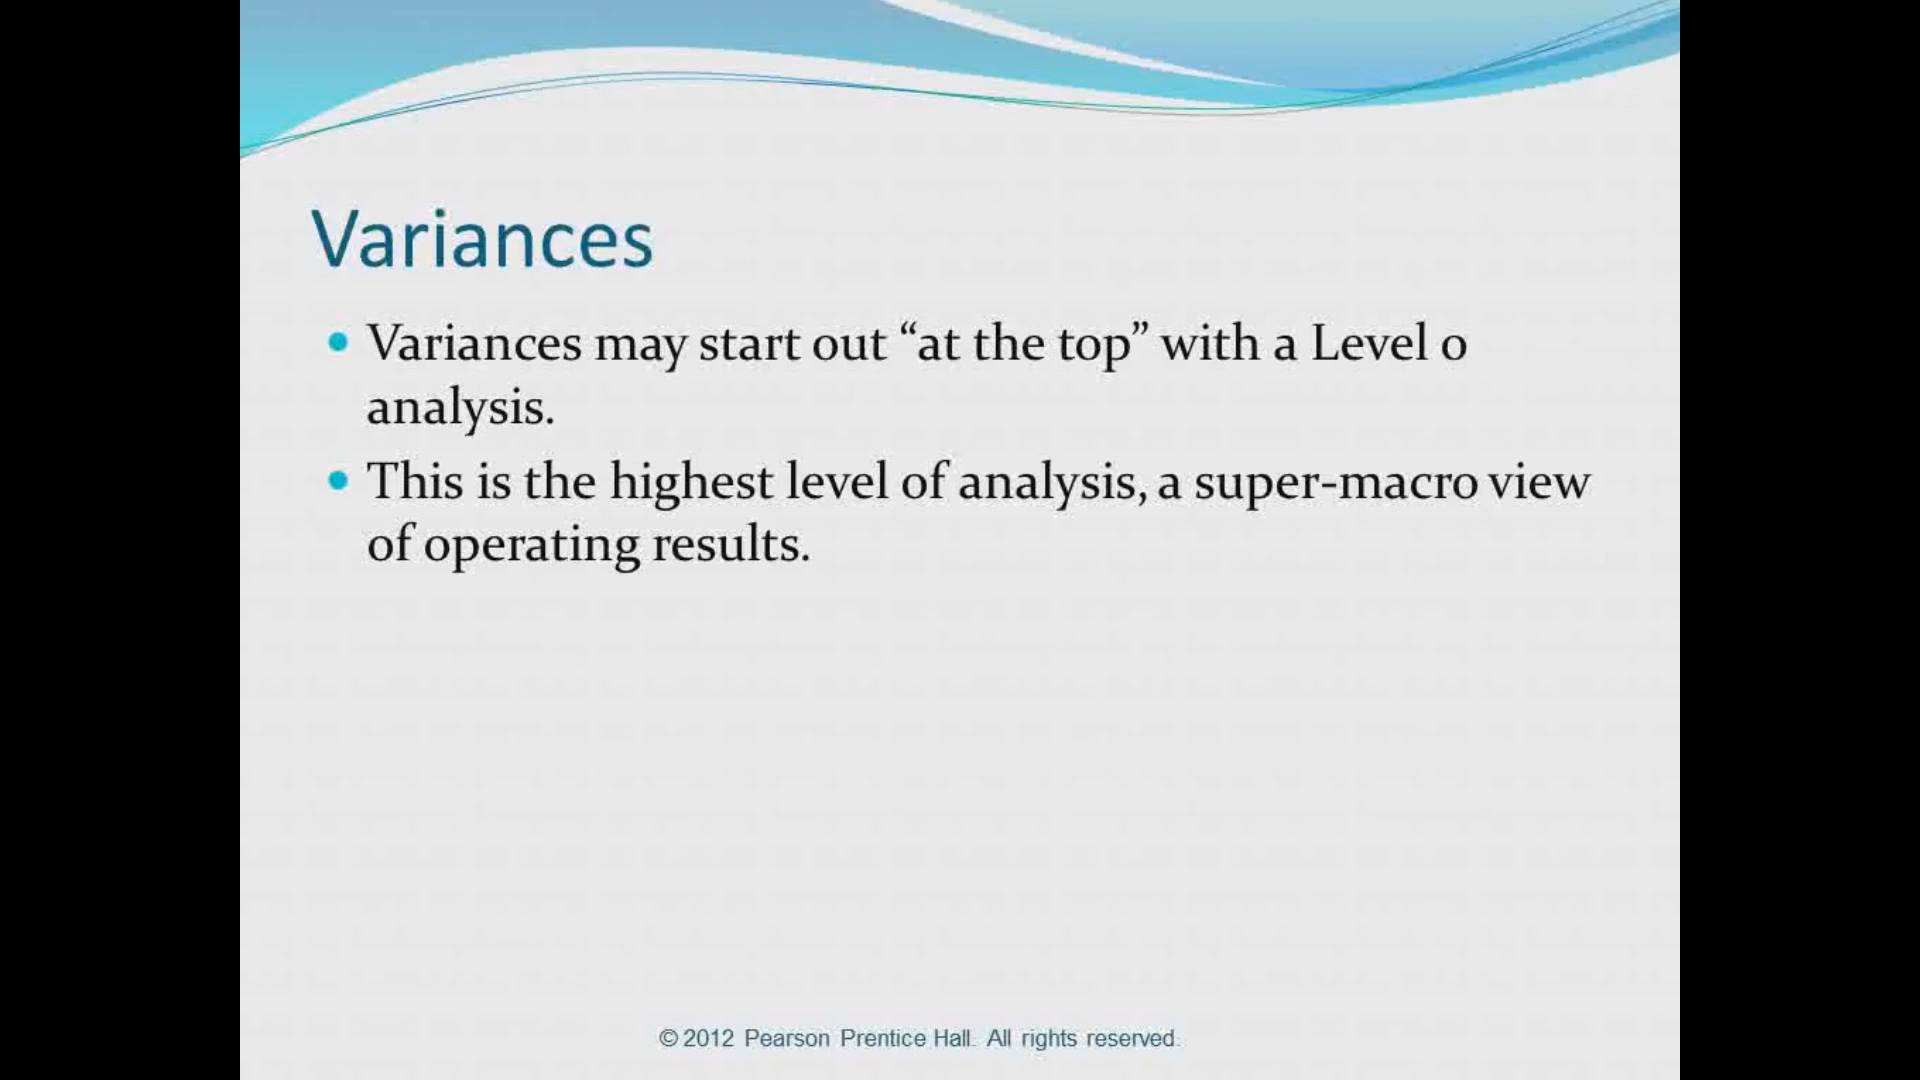 Variances
• Variances may start out “at the top” with a Level 0
analysis.
• This is the highest level of analysis, a super-macro view
of operating results.
© 2012 Pearson Prentice Hall. All rights reserved.